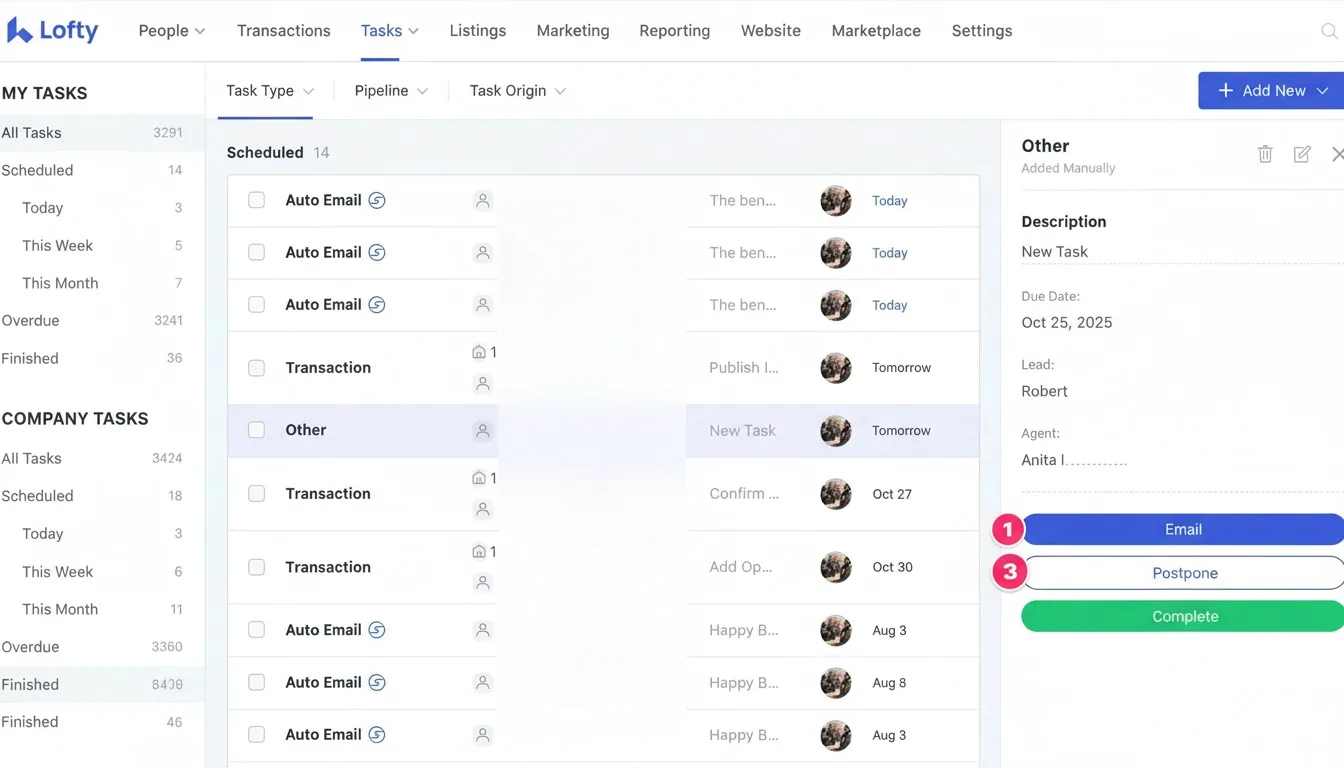 Lofty People Transactions Tasks Listings Marketing Reporting Website Marketplace Settings
Task Type Pipeline Task Origin + Add New
MY TASKS
All Tasks 3291
Scheduled 14
Today 3
This Week 5
This Month 7
Overdue 3241
Finished 36
COMPANY TASKS
All Tasks 3424
Scheduled 18
Today 3
This Week 6
This Month 11
Overdue 3360
Finished
Finished 46
Scheduled 14
Auto Email The ben... Today
Auto Email The ben... Today
Auto Email The ben... Today
Transaction 1 Publish I... Tomorrow
Other New Task Tomorrow
Transaction 1 Confirm ... Oct 27
Transaction 1 Add Op... Oct 30
Auto Email Happy B... Aug 3
Auto Email Happy B... Aug 8
Auto Email Happy B... Aug 3
Other
Added Manually
Description
New Task
Due Date:
Oct 25, 2025
Lead:
Robert
Agent:
Anita I
1 Email
3 Postpone
Complete